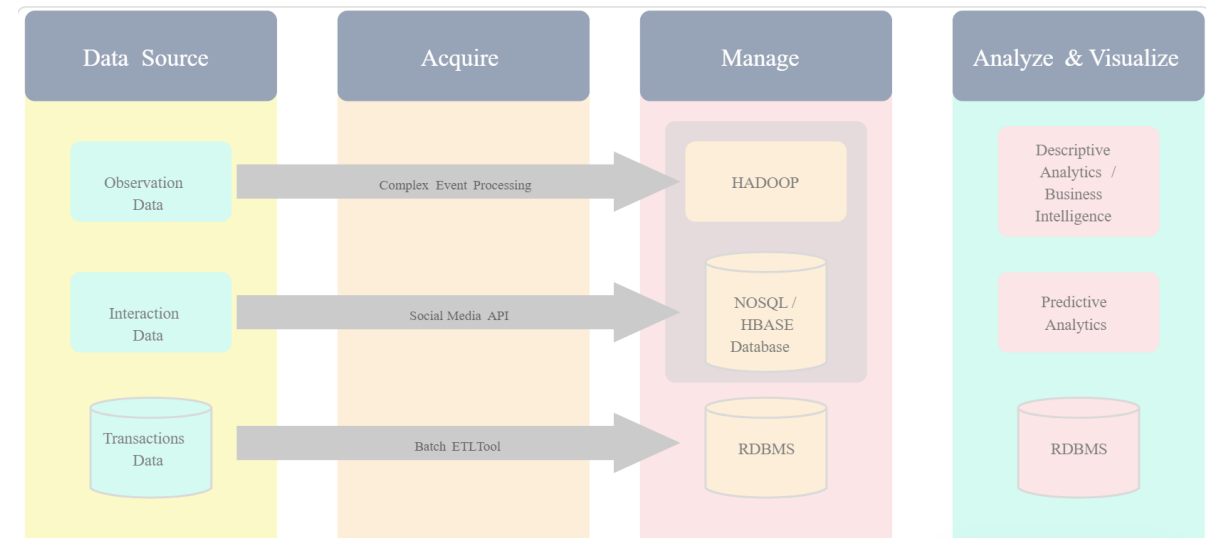 Data Source
Acquire
Manage
Analyze & Visualize
Observation
Data
Complex Event Processing
HADOOP
Descriptive
Analytics /
Business
Intelligence
Interaction
Data
Social Media API
NOSQL /
HBASE
Database
Predictive
Analytics
Transactions
Data
Batch ETLTool
RDBMS
RDBMS